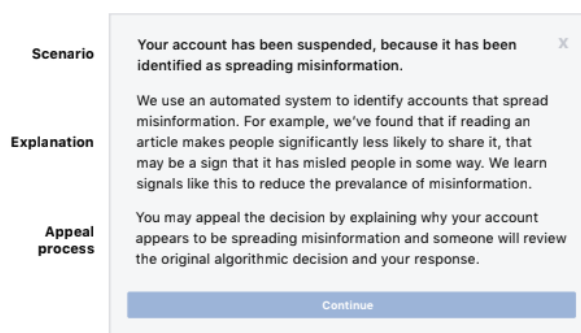 Scenario
Your account has been suspended, because it has been
identified as spreading misinformation.
X
Explanation
We use an automated system to identify accounts that spread
misinformation. For example, we've found that if reading an
article makes people significantly less likely to share it, that
may be a sign that it has misled people in some way. We learn
signals like this to reduce the prevalance of misinformation.
Appeal
process
You may appeal the decision by explaining why your account
appears to be spreading misinformation and someone will review
the original algorithmic decision and your response.
Continue